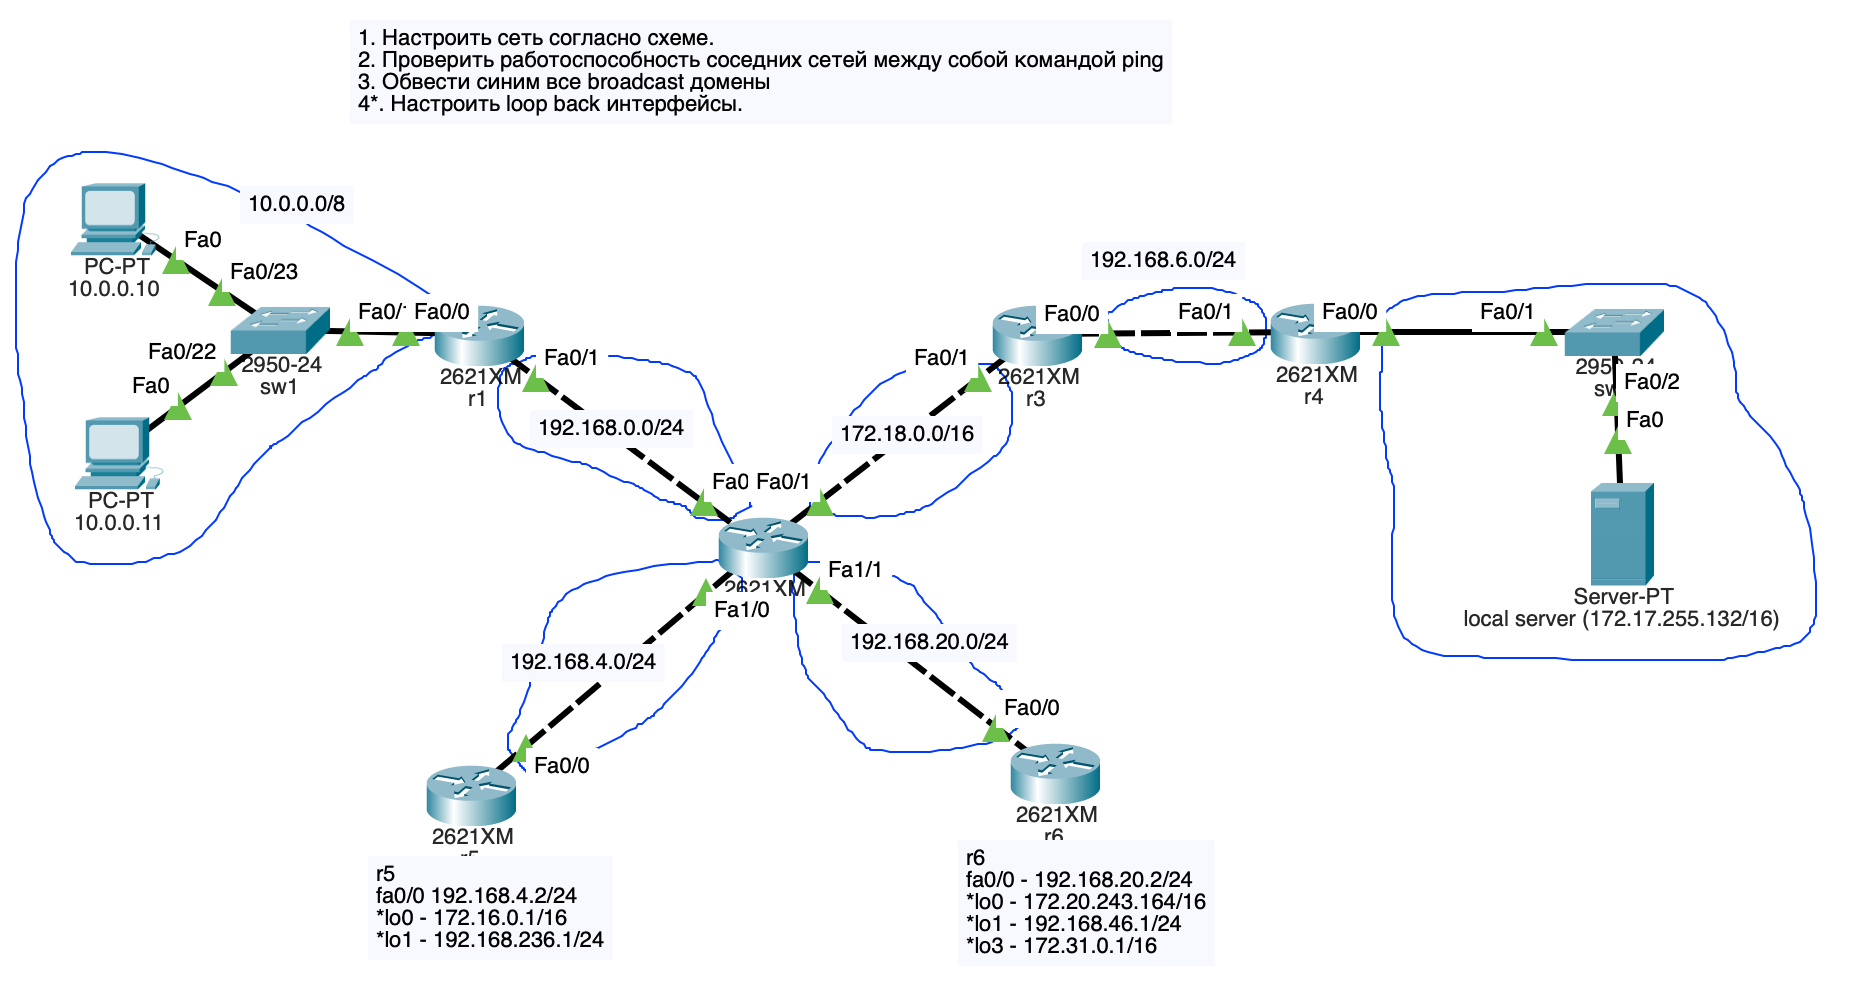 1. Настроить сеть согласно схеме.
2. Проверить работоспособность соседних сетей между собой командой ping
3. Обвести синим все broadcast домены
4*. Настроить loop back интерфейсы.
10.0.0.0/8
Fa0
PC-PT
10.0.0.10
Fa0/23
Fa0/22
Fa0
PC-PT
10.0.0.11
2950-24
sw1
Fa0/
Fa0/0
2621XM
r1
Fa0/1
192.168.0.0/24
Fa0
Fa0/1
172.18.0.0/16
Fa0/1
2621XM
r3
Fa0/0
192.168.6.0/24
Fa0/1
2621XM
r4
Fa0/0
Fa0/1
Fa0/2
Fa0
Server-PT
local server (172.17.255.132/16)
2621XM
Fa1/0
Fa1/1
192.168.4.0/24
192.168.20.0/24
Fa0/0
2621XM
Fa0/0
2621XM
r6
r5
fa0/0 192.168.4.2/24
*lo0 - 172.16.0.1/16
*lo1 - 192.168.236.1/24
r6
fa0/0 - 192.168.20.2/24
*lo0 - 172.20.243.164/16
*lo1 - 192.168.46.1/24
*lo3 - 172.31.0.1/16